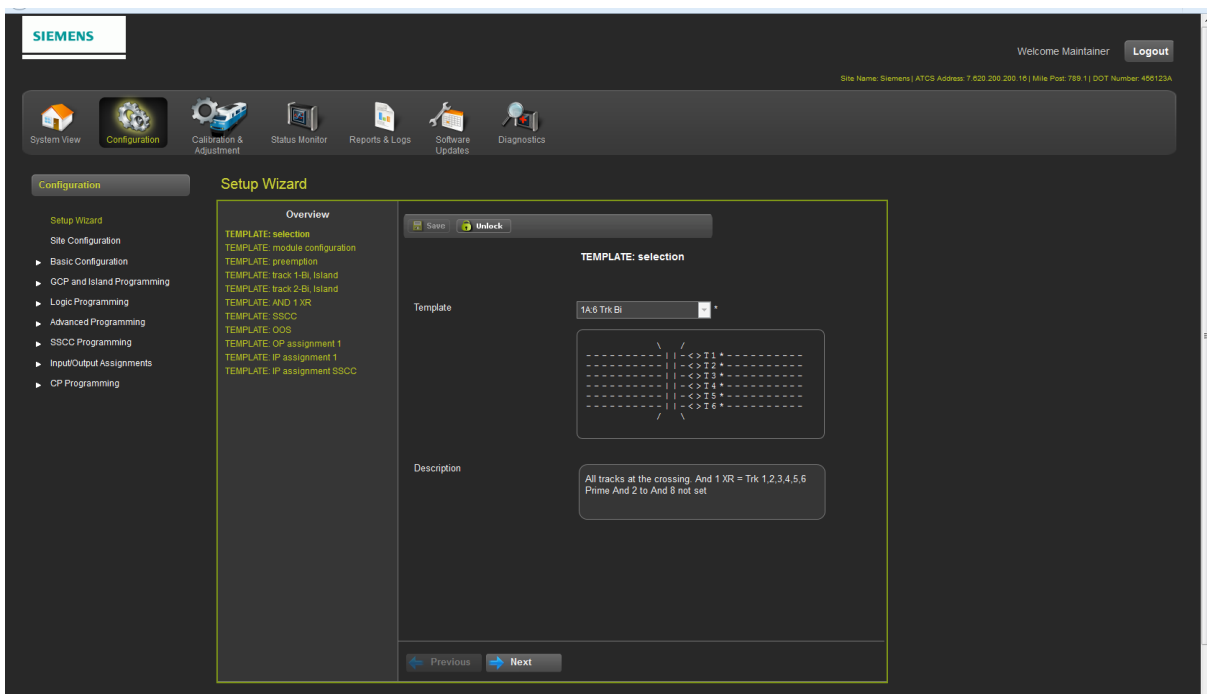 SIEMENS
Welcome Maintainer
Logout
Site Name: Siemens | ATCS Address: 7.620.200.200.16 | Mile Post: 789.1 | DOT Number: 456123A
System View
Configuration
Calibration &
Adjustment
Status Monitor
Reports & Logs
Software
Updates
Diagnostics
Configuration
Setup Wizard
Site Configuration
Basic Configuration
GCP and Island Programming
Logic Programming
Advanced Programming
SSCC Programming
Input/Output Assignments
CP Programming
Setup Wizard
Overview
TEMPLATE: selection
TEMPLATE: module configuration
TEMPLATE: preemption
TEMPLATE: track 1-Bi, Island
TEMPLATE: track 2-Bi, Island
TEMPLATE: AND 1 XR
TEMPLATE: SSCC
TEMPLATE: OOS
TEMPLATE: OP assignment 1
TEMPLATE: IP assignment 1
TEMPLATE: IP assignment SSCC
Save
Unlock
TEMPLATE: selection
Template
1A:6 Trk Bi
*
\ /
- - - - - - - - - - | | - < > T 1 * - - - - - - - - - -
- - - - - - - - - - | | - < > T 2 * - - - - - - - - - -
- - - - - - - - - - | | - < > T 3 * - - - - - - - - - -
- - - - - - - - - - | | - < > T 4 * - - - - - - - - - -
- - - - - - - - - - | | - < > T 5 * - - - - - - - - - -
- - - - - - - - - - | | - < > T 6 * - - - - - - - - - -
/ \
Description
All tracks at the crossing. And 1 XR = Trk 1,2,3,4,5,6
Prime And 2 to And 8 not set
Previous
Next